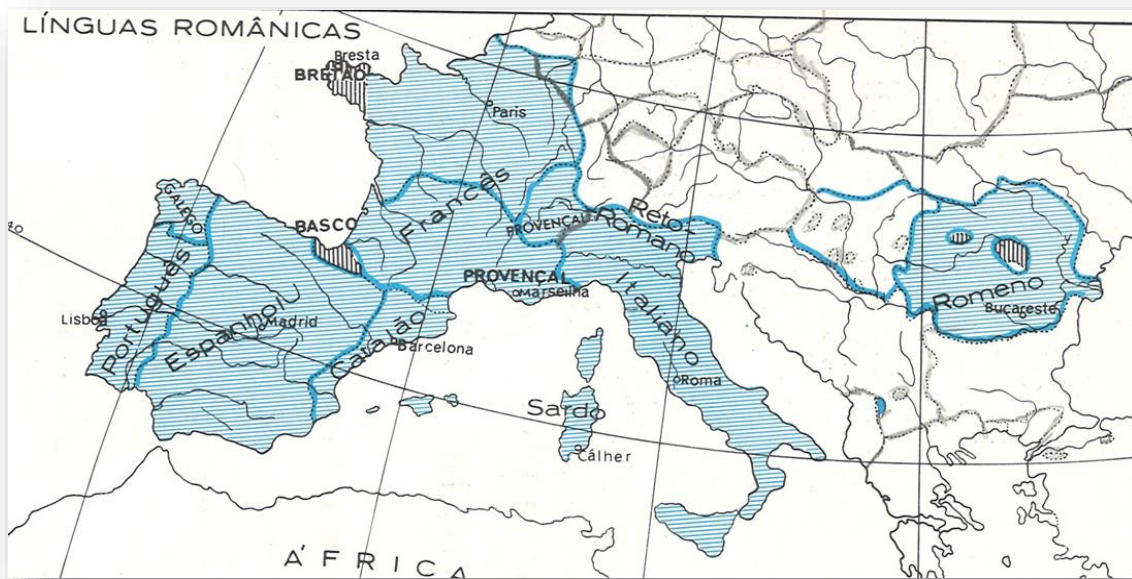 LÍNGUAS ROMÂNICAS
Bresta
BRETÃO
Paris
GALEGO
40
BASCO
Francês
PROVENÇAL
Reto-
Romano
Português
Espanhol
PROVENÇAL
Marselha
Romeno
Bucareste
Lisboa
Madrid
Catalão
Barcelona
Italiano
Roma
Sardo
Cálher
ÁFRICA